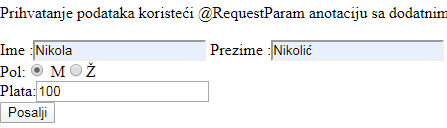 Prihvatanje podataka koristeći @RequestParam anotaciju sa dodatnim
Ime :Nikola Prezime :Nikolić
Pol: M Ž
Plata:100
Posalji